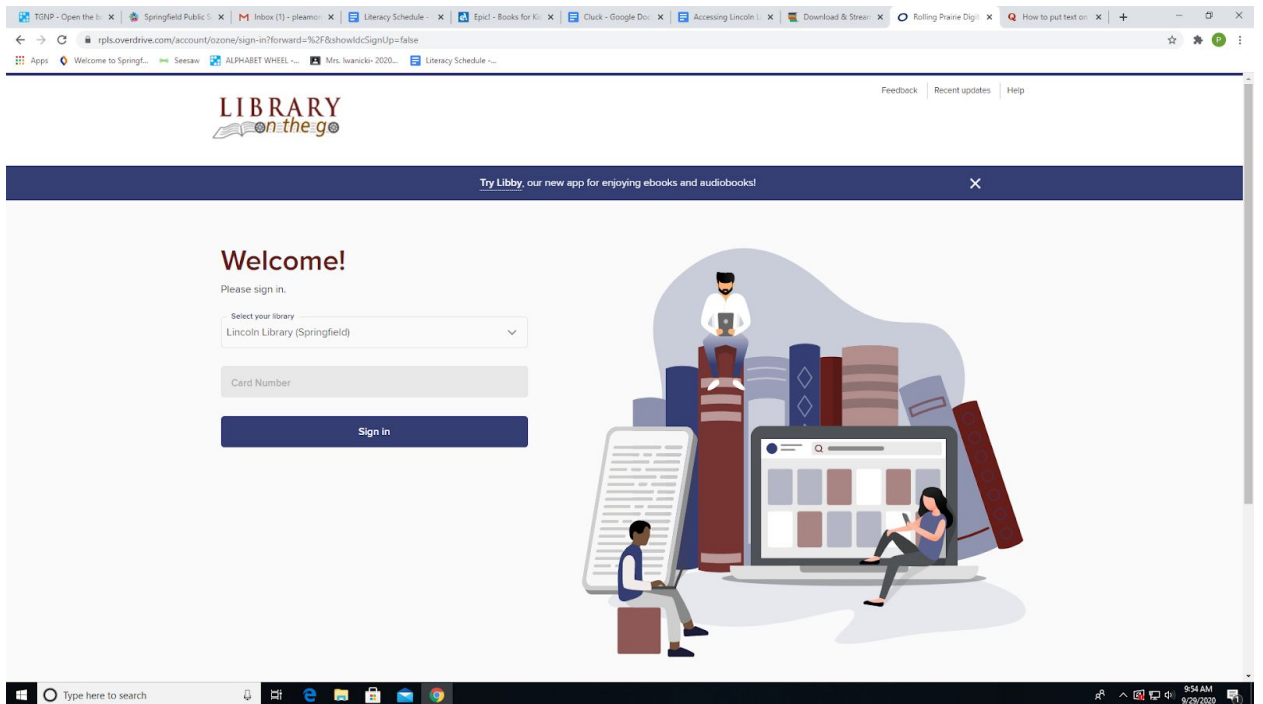 TGNP - Open the b
Springfield Public S
Inbox (1) - pleamon
Literacy Schedule -
Epic! - Books for Kid
Cluck - Google Doc
Accessing Lincoln L
Download & Stream
Rolling Prairie Digit
How to put text on
rpls.overdrive.com/account/ozone/sign-in?forward=%2F&showIdcSignUp=false
P
Apps
Welcome to Springf...
Seesaw
ALPHABET WHEEL -...
Mrs. Iwanicki- 2020...
Literacy Schedule -...
LIBRARY
on the go
Feedback
Recent updates
Help
Try Libby, our new app for enjoying ebooks and audiobooks!
Welcome!
Please sign in.
Select your library
Lincoln Library (Springfield)
Card Number
Sign in
Type here to search
9:54 AM
9/29/2020